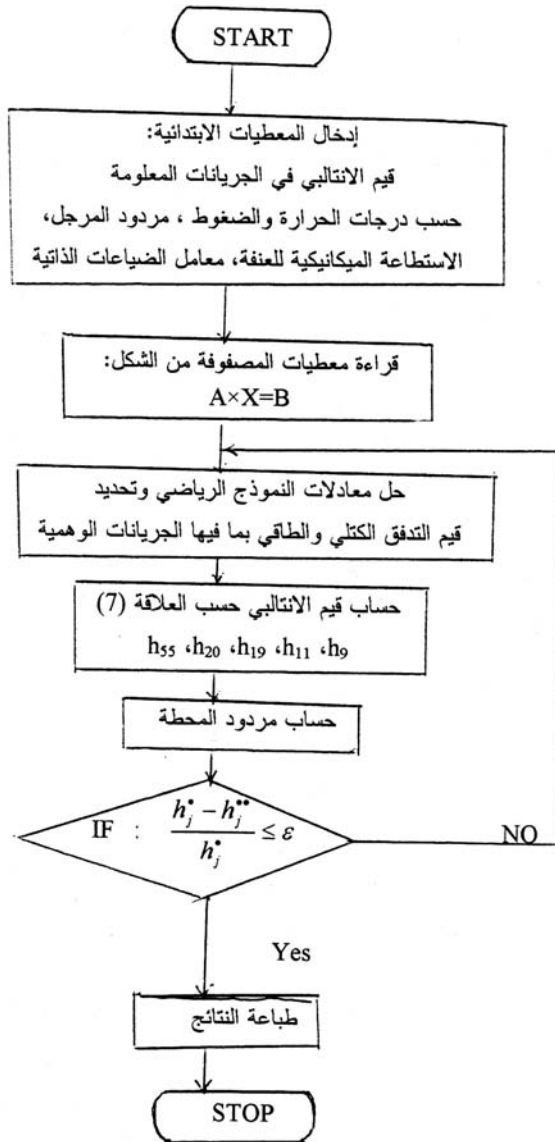 START
إدخال المعطيات الابتدائية:
قيم الانتالبي في الجريانات المعلومة
حسب درجات الحرارة والضغوط ، مردود المرجل،
الاستطاعة الميكانيكية للعنفة، معامل الضياعات الذاتية
قراءة معطيات المصفوفة من الشكل:
A×X=B
حل معادلات النموذج الرياضي وتحديد
قيم التدفق الكتلي والطاقي بما فيها الجريانات الوهمية
حساب قيم الانتالبي حسب العلاقة (7)
h₅₅ ،h₂₀ ،h₁₉ ،h₁₁ ،h₉
حساب مردود المحطة
IF : (h_j^• − h_j^••) / h_j^• ≤ ε
NO
Yes
طباعة النتائج
STOP